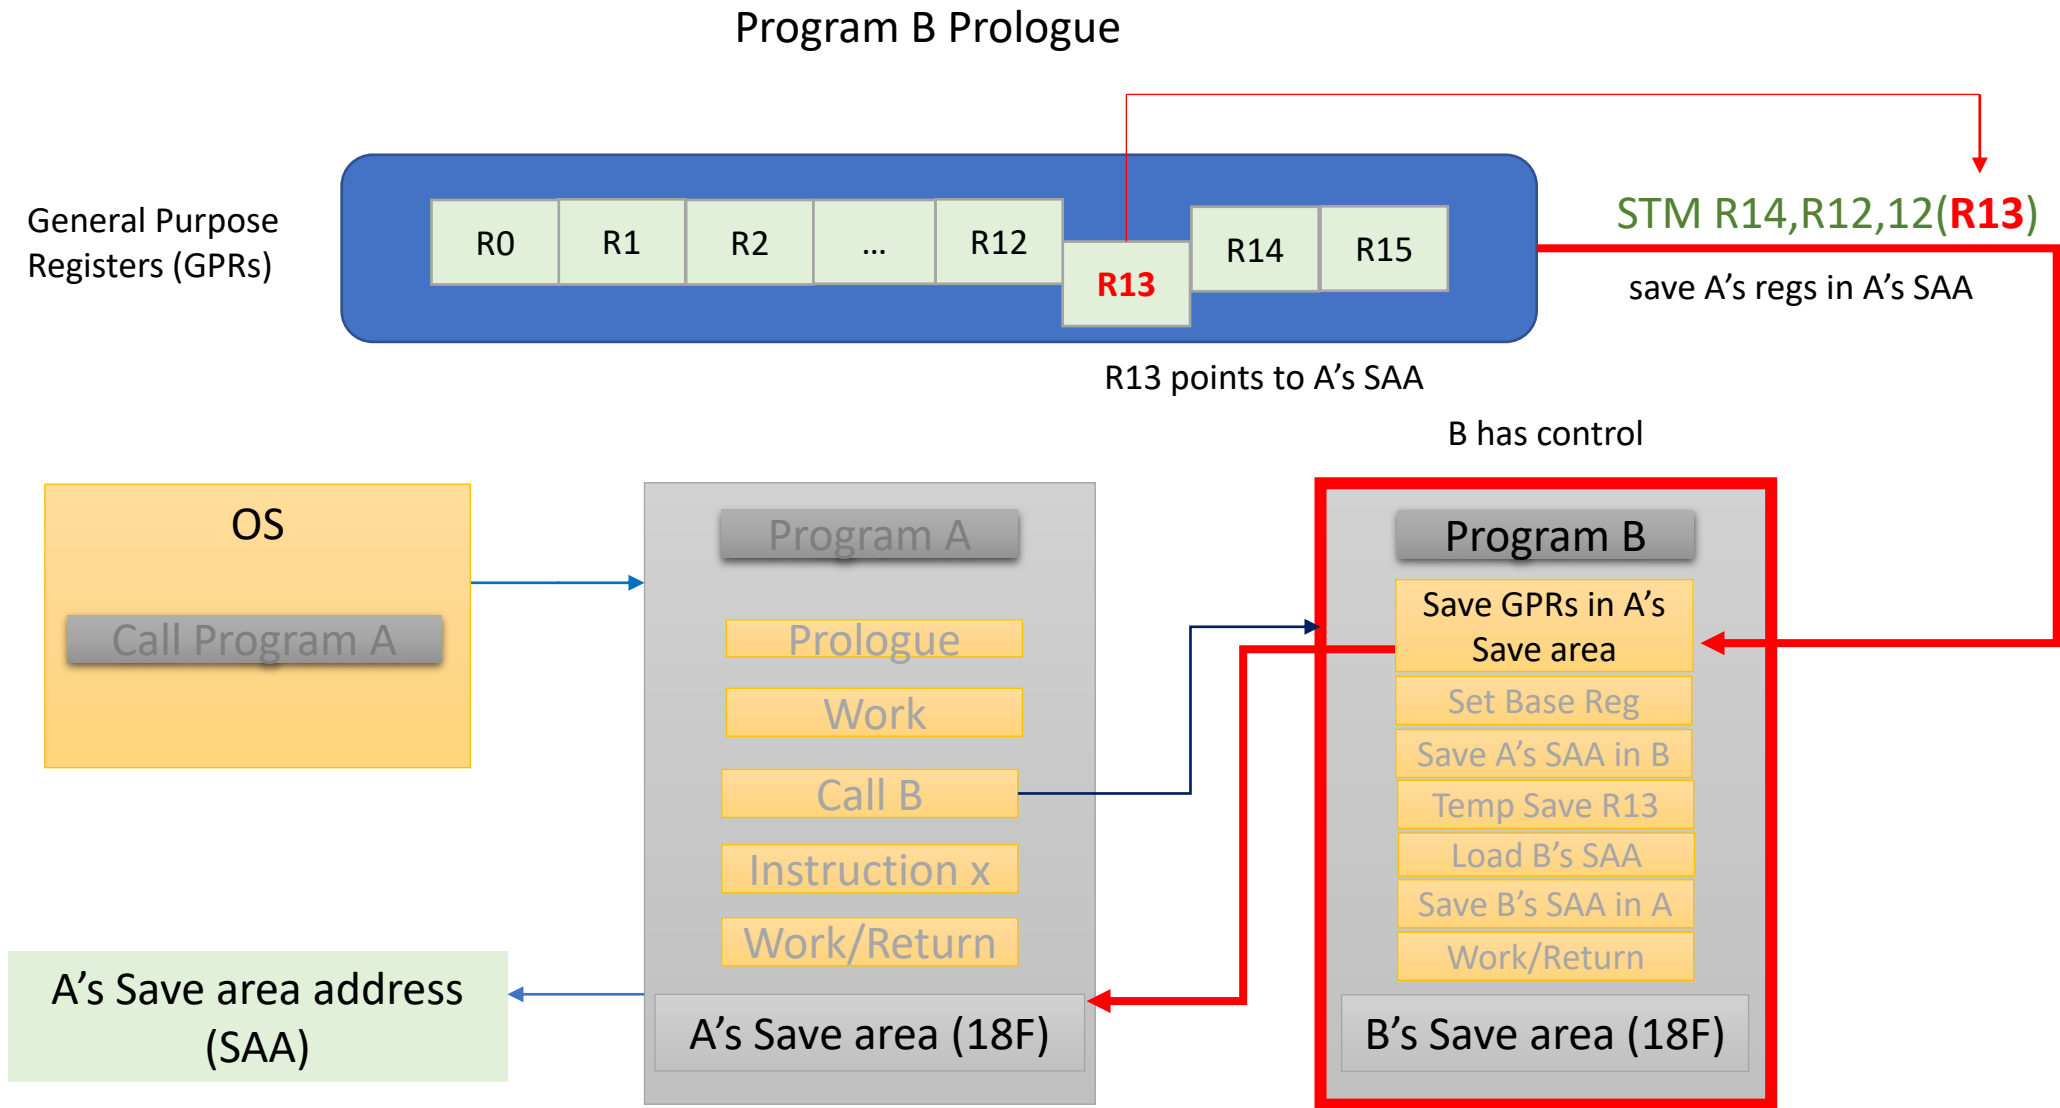 Program B Prologue
General Purpose
Registers (GPRs)
R0
R1
R2
...
R12
R13
R14
R15
STM R14,R12,12(R13)
save A’s regs in A’s SAA
R13 points to A’s SAA
B has control
OS
Call Program A
Program A
Prologue
Work
Call B
Instruction x
Work/Return
A’s Save area (18F)
A’s Save area address
(SAA)
Program B
Save GPRs in A’s
Save area
Set Base Reg
Save A’s SAA in B
Temp Save R13
Load B’s SAA
Save B’s SAA in A
Work/Return
B’s Save area (18F)